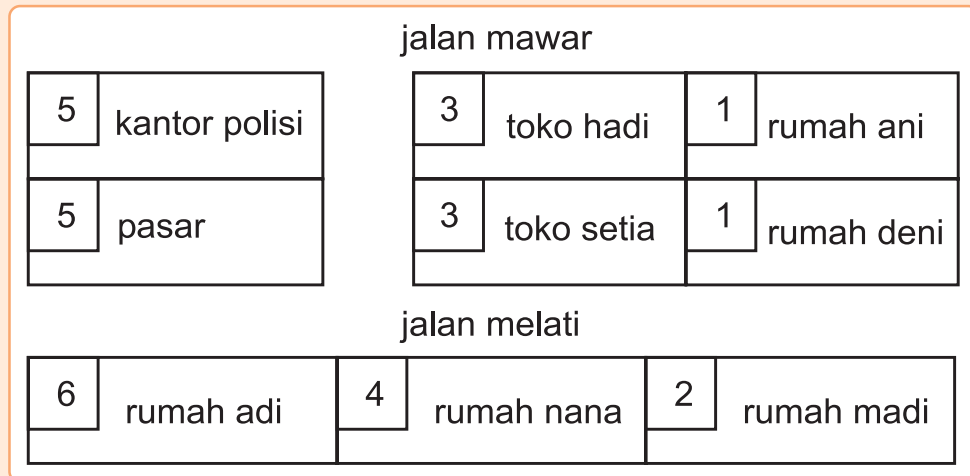 jalan mawar
5 kantor polisi
3 toko hadi
1 rumah ani
5 pasar
3 toko setia
1 rumah deni
jalan melati
6 rumah adi
4 rumah nana
2 rumah madi